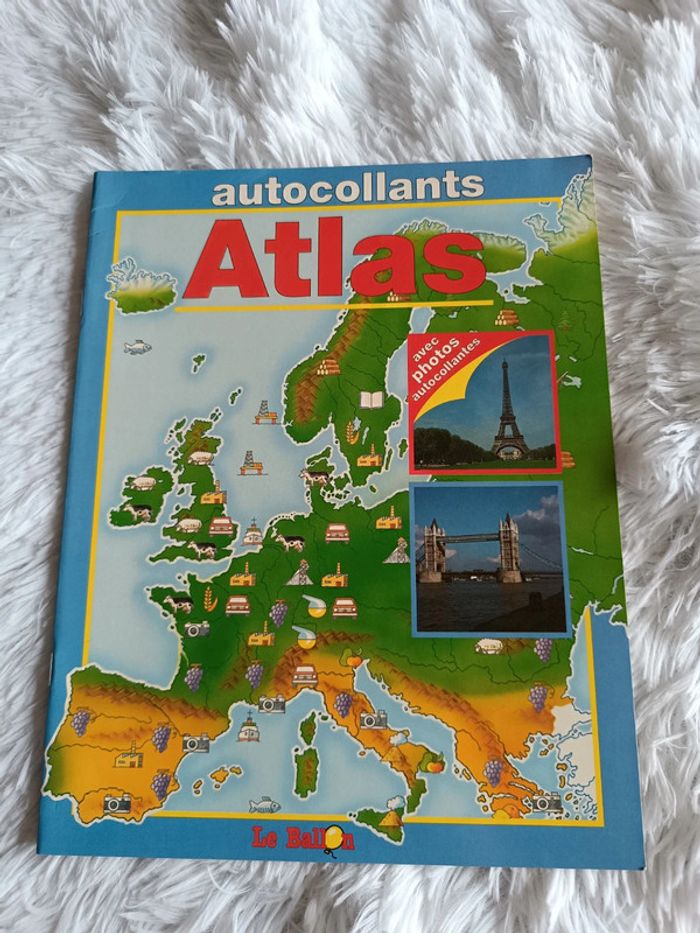 autocollants
Atlas
avec
photos
autocollantes
Le Ballon